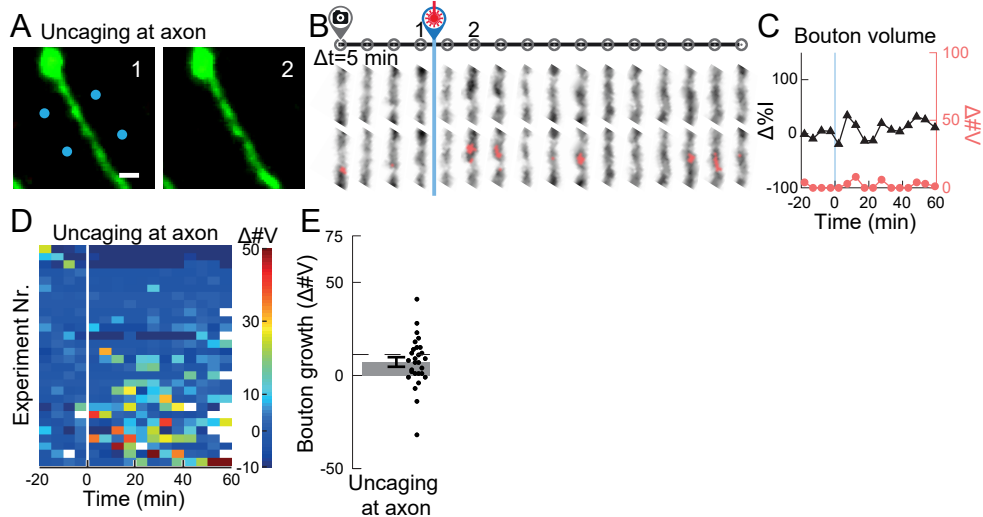 A
Uncaging at axon
1
2
B
1
2
Δt=5 min
C
Bouton volume
Δ%I
100
0
-100
100
50
0
Δ#V
-20
0
20
40
60
Time (min)
D
Uncaging at axon
Δ#V
Experiment Nr.
50
40
30
20
10
0
-10
-20
0
20
40
60
Time (min)
E
Bouton growth (Δ#V)
75
50
0
-50
Uncaging
at axon